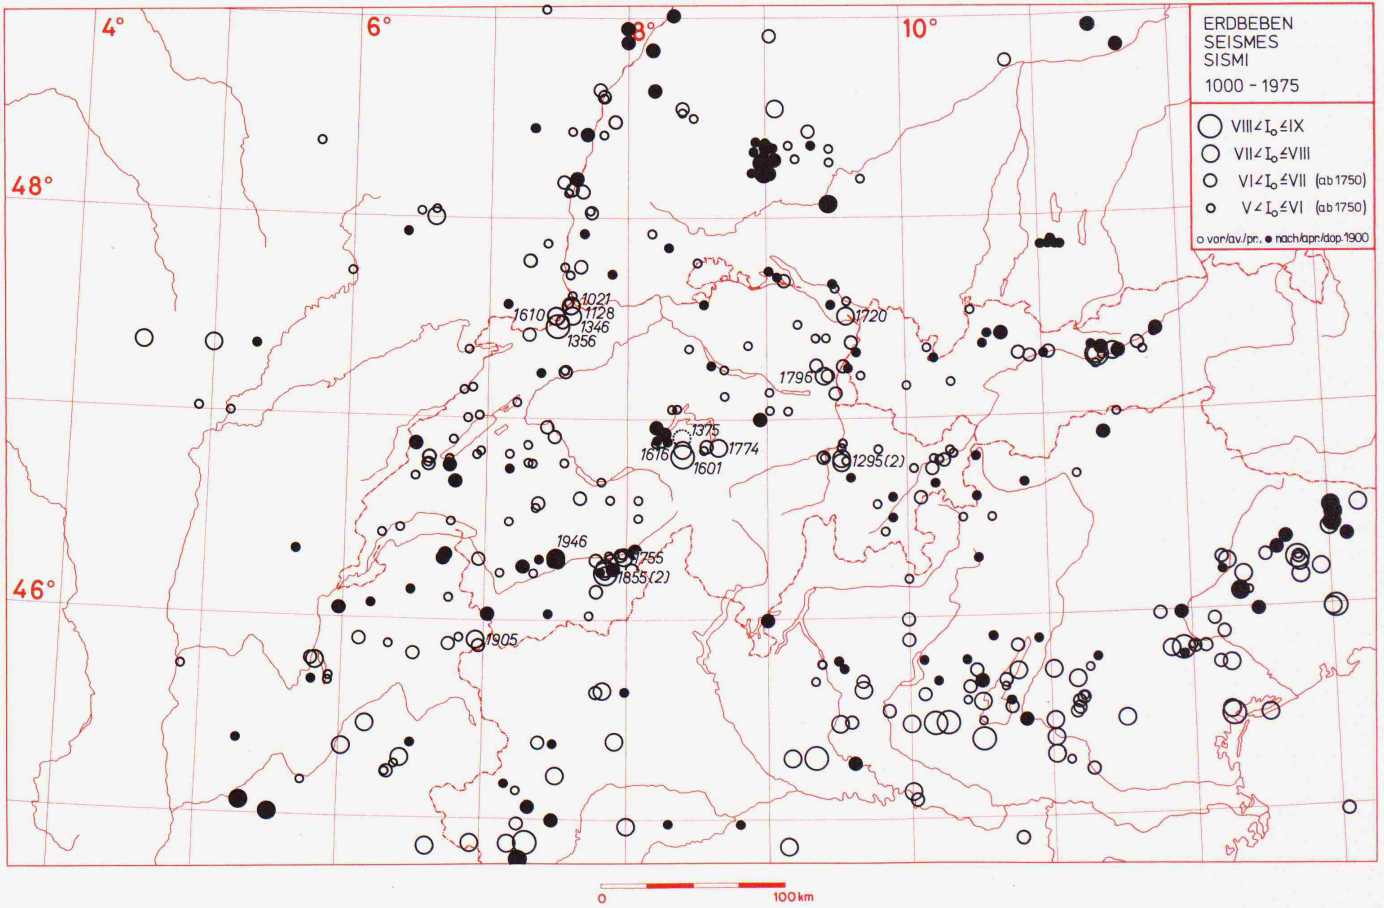 4°
6°
8°
10°
ERDBEBEN
SEISMES
SISMI
1000 - 1975
VIII<I₀≤IX
VII<I₀≤VIII
VI<I₀≤VII (ab 1750)
V<I₀≤VI (ab 1750)
vor/av./pr., nach/apr./dop. 1900
48°
1021
1610
1128
1346
1356
1720
1796
1375
1616
1774
1601
1295(2)
1946
1755
1855(2)
46°
1905
0
100 km